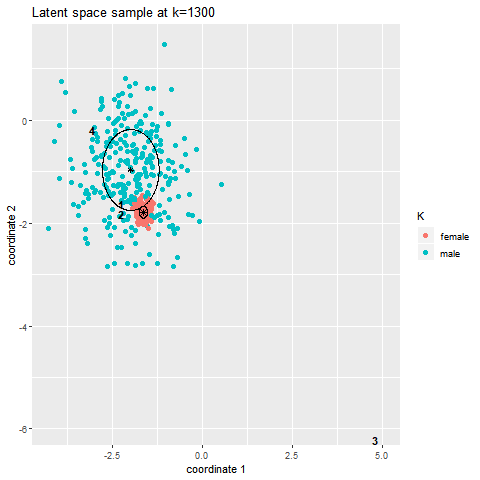 Latent space sample at k=1300
0
-2
-4
-6
coordinate 2
4
1
2
3
-2.5
0.0
2.5
5.0
coordinate 1
K
female
male